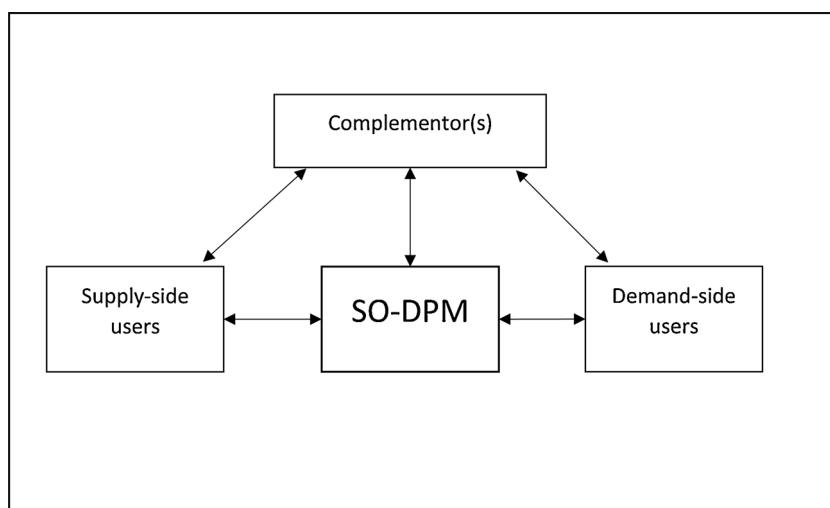 Complementor(s)
Supply-side
users
SO-DPM
Demand-side
users